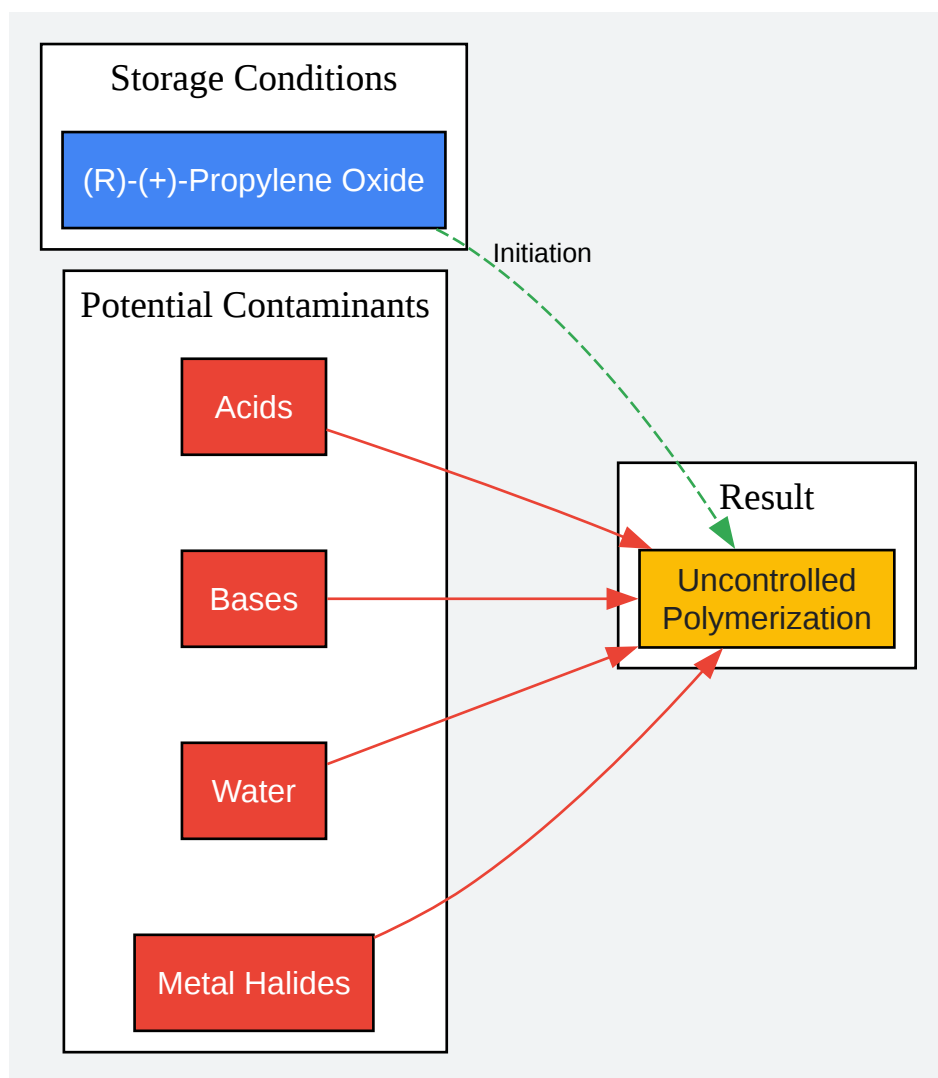 Storage Conditions
(R)-(+)-Propylene Oxide
Initiation
Potential Contaminants
Acids
Bases
Water
Metal Halides
Result
Uncontrolled
Polymerization